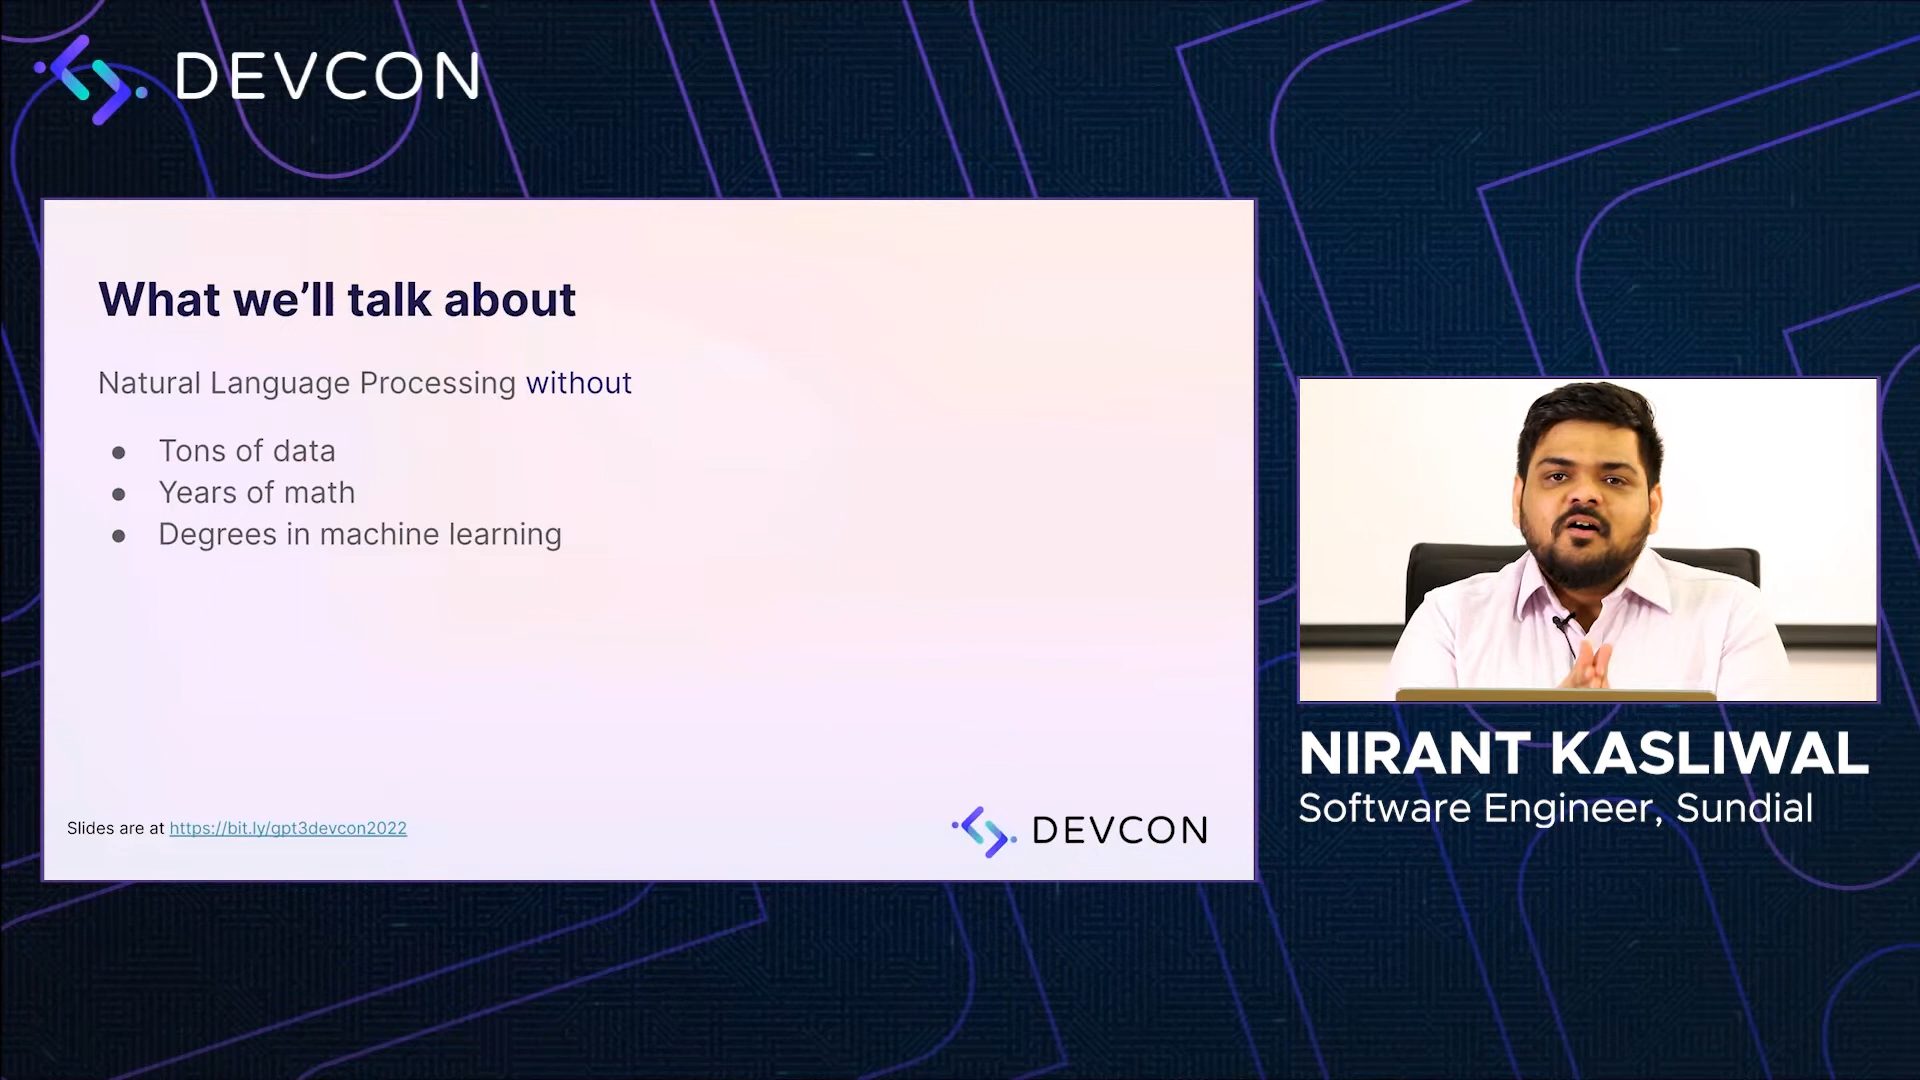 DEVCON
What we’ll talk about
Natural Language Processing without
● Tons of data
● Years of math
● Degrees in machine learning
Slides are at https://bit.ly/gpt3devcon2022
DEVCON
NIRANT KASLIWAL
Software Engineer, Sundial